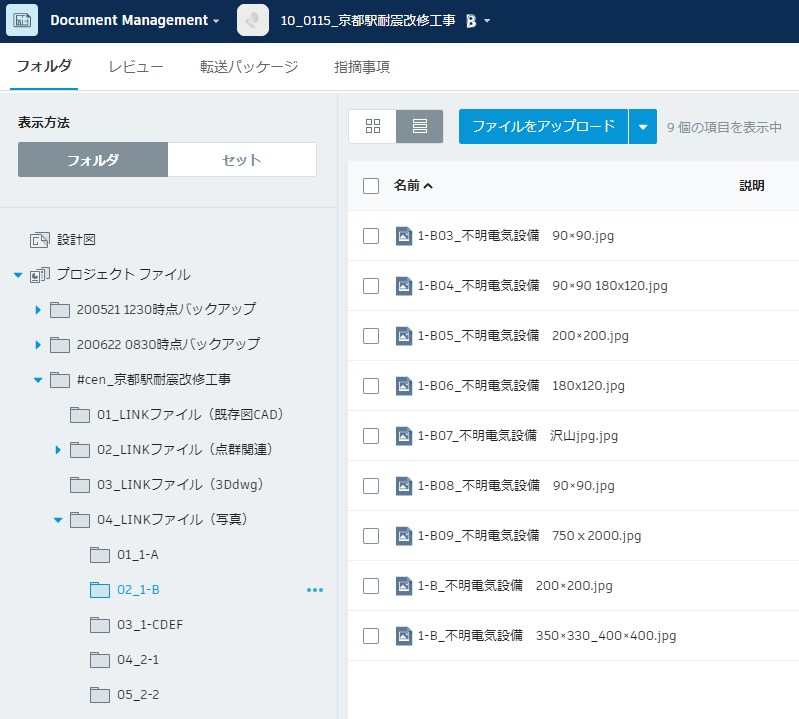 Document Management
10_0115_京都駅耐震改修工事 B
フォルダ レビュー 転送パッケージ 指摘事項
表示方法
フォルダ セット
設計図
プロジェクト ファイル
200521 1230時点バックアップ
200622 0830時点バックアップ
#cen_京都駅耐震改修工事
01_LINKファイル（既存図CAD）
02_LINKファイル（点群関連）
03_LINKファイル（3Ddwg）
04_LINKファイル（写真）
01_1-A
02_1-B
03_1-CDEF
04_2-1
05_2-2
ファイルをアップロード 9 個の項目を表示中
名前 説明
1-B03_不明電気設備　90×90.jpg
1-B04_不明電気設備　90×90 180x120.jpg
1-B05_不明電気設備　200×200.jpg
1-B06_不明電気設備　180x120.jpg
1-B07_不明電気設備　沢山jpg.jpg
1-B08_不明電気設備　90×90.jpg
1-B09_不明電気設備　750ｘ2000.jpg
1-B_不明電気設備　200×200.jpg
1-B_不明電気設備　350×330_400×400.jpg